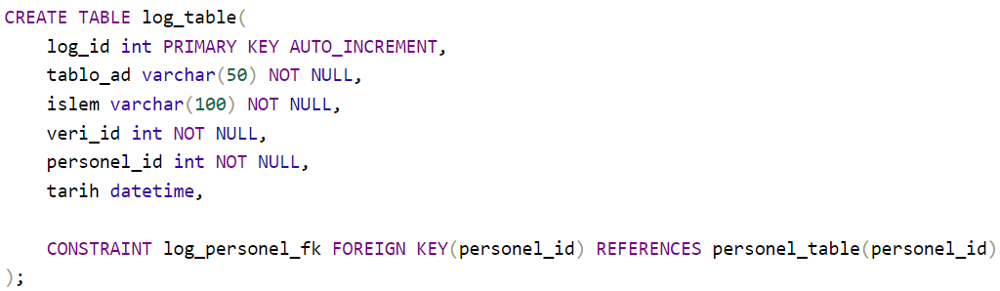 CREATE TABLE log_table(
    log_id int PRIMARY KEY AUTO_INCREMENT,
    tablo_ad varchar(50) NOT NULL,
    islem varchar(100) NOT NULL,
    veri_id int NOT NULL,
    personel_id int NOT NULL,
    tarih datetime,

    CONSTRAINT log_personel_fk FOREIGN KEY(personel_id) REFERENCES personel_table(personel_id)
);